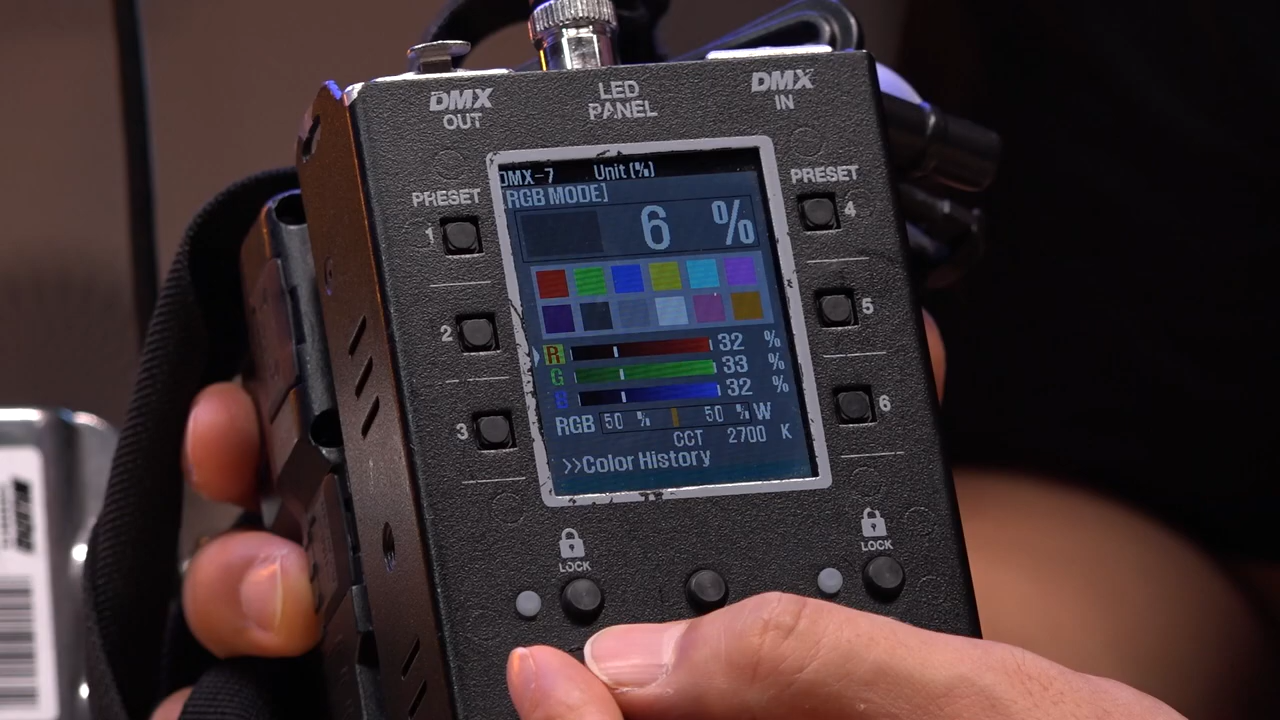 DMX
OUT
LED
PANEL
DMX
IN
PRESET
1
2
3
PRESET
4
5
6
DMX-7 Unit (%)
[RGB MODE]
6 %
R 32 %
G 33 %
B 32 %
RGB 50 % 50 % W
CCT 2700 K
>>Color History
LOCK
LOCK